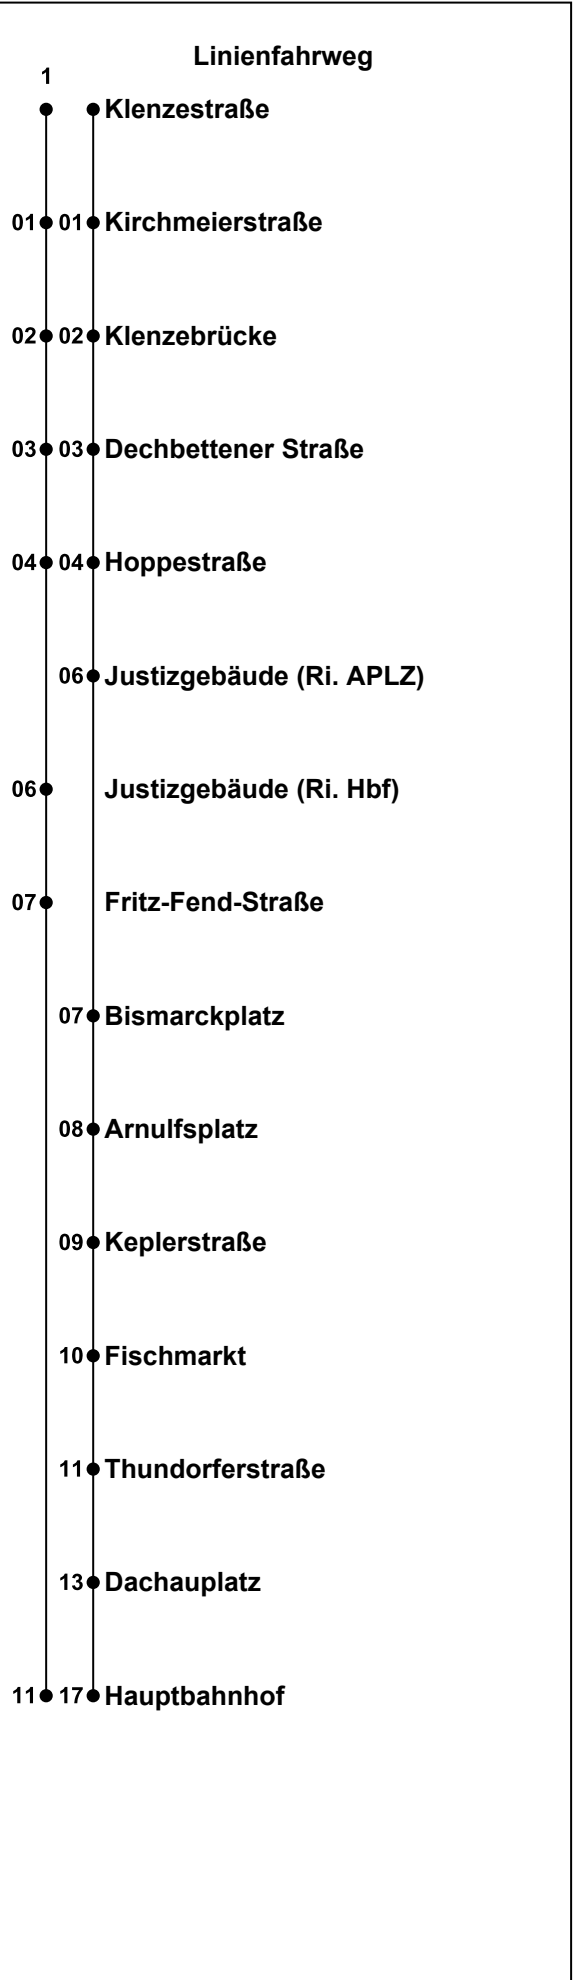 Linienfahrweg
1
Klenzestraße
01 01 Kirchmeierstraße
02 02 Klenzebrücke
03 03 Dechbettener Straße
04 04 Hoppestraße
06 Justizgebäude (Ri. APLZ)
06 Justizgebäude (Ri. Hbf)
07 Fritz-Fend-Straße
07 Bismarckplatz
08 Arnulfsplatz
09 Keplerstraße
10 Fischmarkt
11 Thundorferstraße
13 Dachauplatz
11 17 Hauptbahnhof